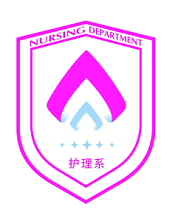 NURSING DEPARTMENT
护理系